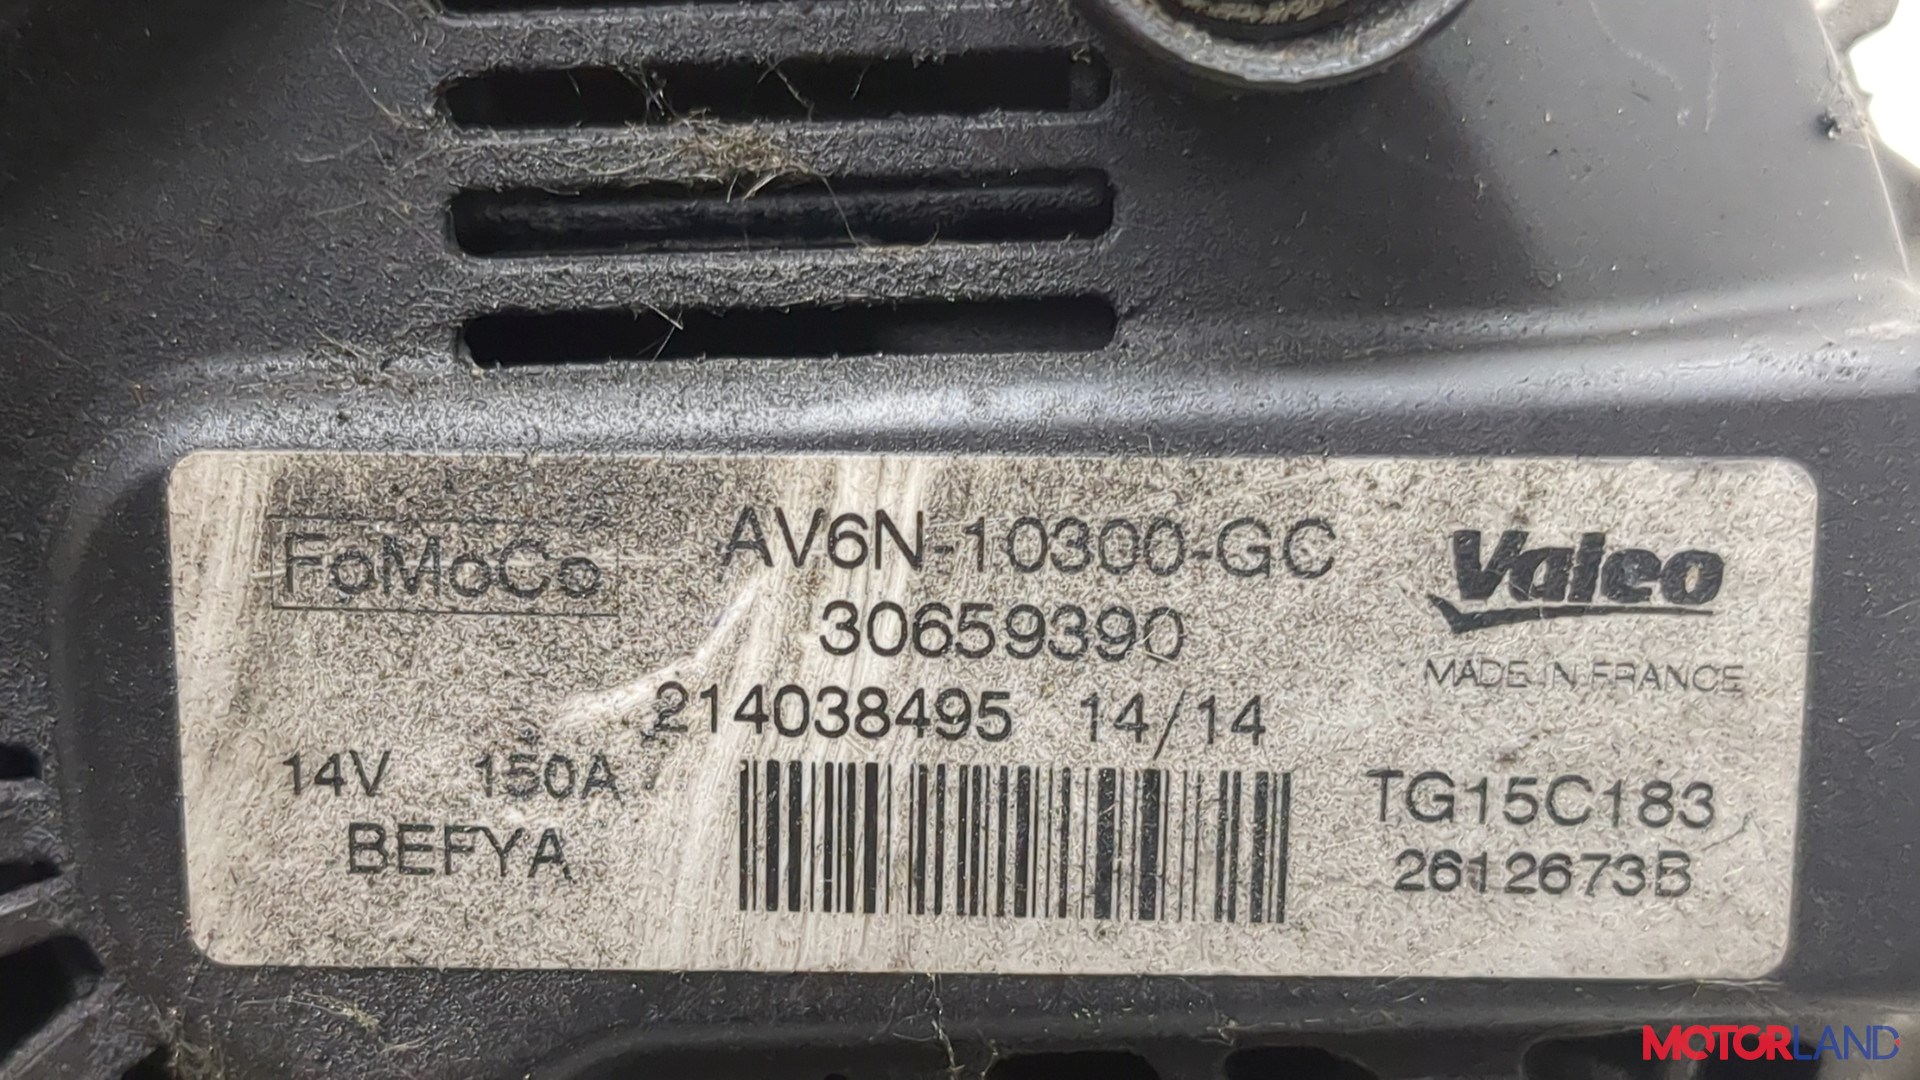 FoMoCo
AV6N-10300-GC
30659390
214038495 14/14
14V 150A
BEFYA
Valeo
MADE IN FRANCE
TG15C183
2612673B
MOTORLAND